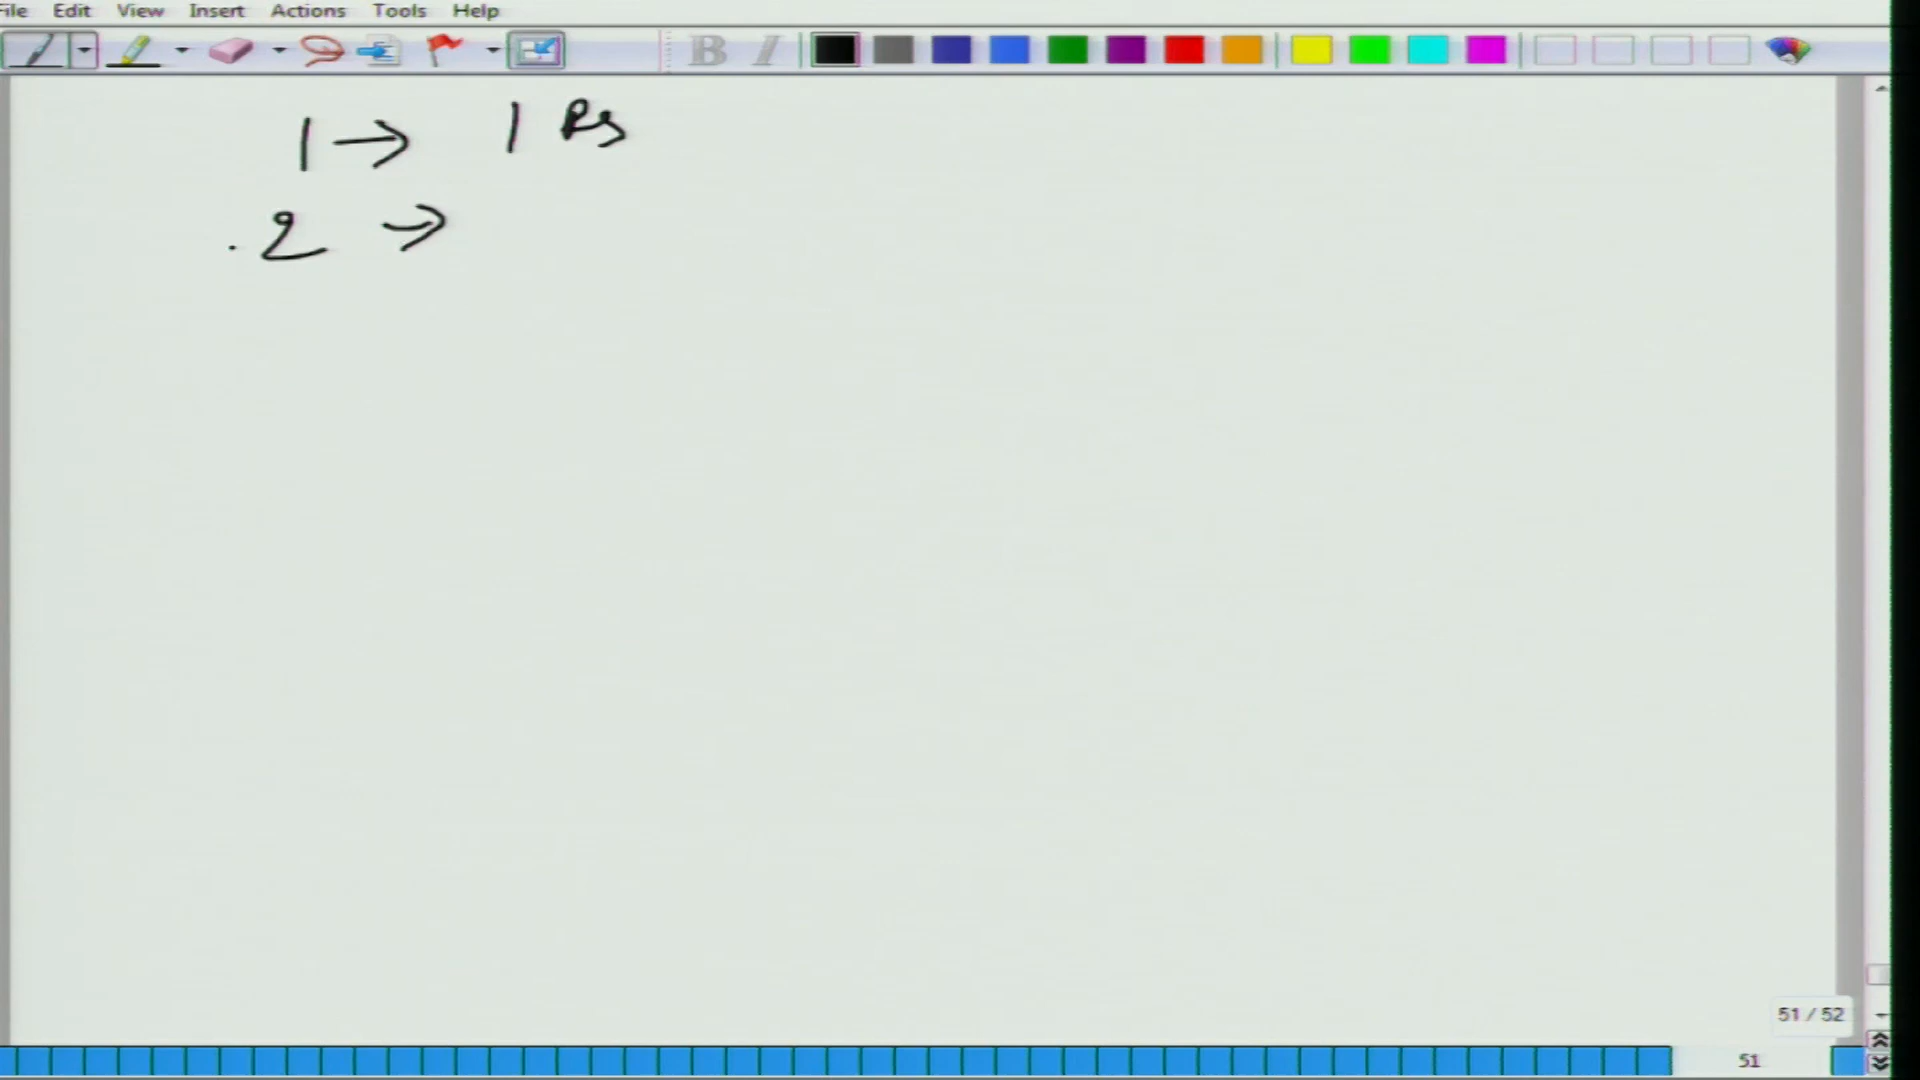 File Edit View Insert Actions Tools Help
B I
1 → 1 Rs
.2 →
51 / 52
51